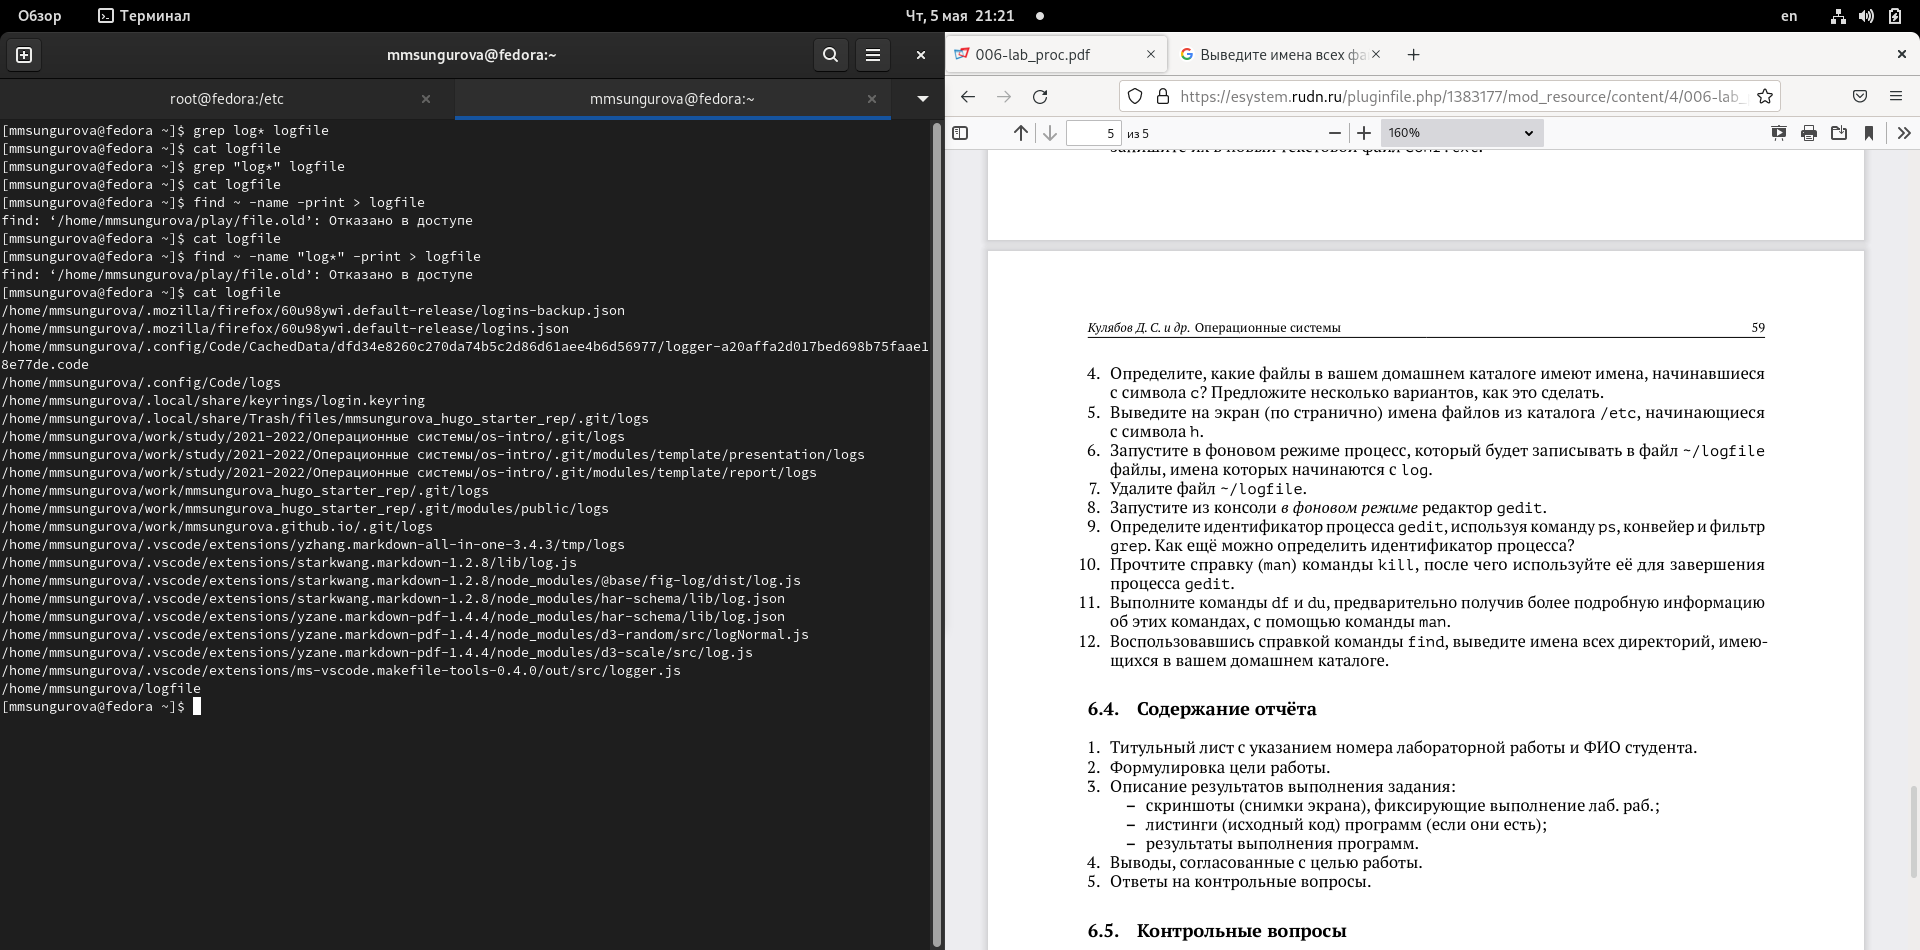 Обзор
Терминал
Чт, 5 мая 21:21
en
mmsungurova@fedora:~
root@fedora:/etc
mmsungurova@fedora:~
[mmsungurova@fedora ~]$ grep log* logfile
[mmsungurova@fedora ~]$ cat logfile
[mmsungurova@fedora ~]$ grep "log*" logfile
[mmsungurova@fedora ~]$ cat logfile
[mmsungurova@fedora ~]$ find ~ -name -print > logfile
find: ‘/home/mmsungurova/play/file.old’: Отказано в доступе
[mmsungurova@fedora ~]$ cat logfile
[mmsungurova@fedora ~]$ find ~ -name "log*" -print > logfile
find: ‘/home/mmsungurova/play/file.old’: Отказано в доступе
[mmsungurova@fedora ~]$ cat logfile
/home/mmsungurova/.mozilla/firefox/60u98ywi.default-release/logins-backup.json
/home/mmsungurova/.mozilla/firefox/60u98ywi.default-release/logins.json
/home/mmsungurova/.config/Code/CachedData/dfd34e8260c270da74b5c2d86d61aee4b6d56977/logger-a20affa2d017bed698b75faae1
8e77de.code
/home/mmsungurova/.config/Code/logs
/home/mmsungurova/.local/share/keyrings/login.keyring
/home/mmsungurova/.local/share/Trash/files/mmsungurova_hugo_starter_rep/.git/logs
/home/mmsungurova/work/study/2021-2022/Операционные системы/os-intro/.git/logs
/home/mmsungurova/work/study/2021-2022/Операционные системы/os-intro/.git/modules/template/presentation/logs
/home/mmsungurova/work/study/2021-2022/Операционные системы/os-intro/.git/modules/template/report/logs
/home/mmsungurova/work/mmsungurova_hugo_starter_rep/.git/logs
/home/mmsungurova/work/mmsungurova_hugo_starter_rep/.git/modules/public/logs
/home/mmsungurova/work/mmsungurova.github.io/.git/logs
/home/mmsungurova/.vscode/extensions/yzhang.markdown-all-in-one-3.4.3/tmp/logs
/home/mmsungurova/.vscode/extensions/starkwang.markdown-1.2.8/lib/log.js
/home/mmsungurova/.vscode/extensions/starkwang.markdown-1.2.8/node_modules/@base/fig-log/dist/log.js
/home/mmsungurova/.vscode/extensions/starkwang.markdown-1.2.8/node_modules/har-schema/lib/log.json
/home/mmsungurova/.vscode/extensions/yzane.markdown-pdf-1.4.4/node_modules/har-schema/lib/log.json
/home/mmsungurova/.vscode/extensions/yzane.markdown-pdf-1.4.4/node_modules/d3-random/src/logNormal.js
/home/mmsungurova/.vscode/extensions/yzane.markdown-pdf-1.4.4/node_modules/d3-scale/src/log.js
/home/mmsungurova/.vscode/extensions/ms-vscode.makefile-tools-0.4.0/out/src/logger.js
/home/mmsungurova/logfile
[mmsungurova@fedora ~]$
006-lab_proc.pdf
Выведите имена всех фа
https://esystem.rudn.ru/pluginfile.php/1383177/mod_resource/content/4/006-lab_
5 из 5
160%
Кулябов Д. С. и др. Операционные системы 59
4. Определите, какие файлы в вашем домашнем каталоге имеют имена, начинавшиеся
с символа c? Предложите несколько вариантов, как это сделать.
5. Выведите на экран (по странично) имена файлов из каталога /etc, начинающиеся
с символа h.
6. Запустите в фоновом режиме процесс, который будет записывать в файл ~/logfile
файлы, имена которых начинаются с log.
7. Удалите файл ~/logfile.
8. Запустите из консоли в фоновом режиме редактор gedit.
9. Определите идентификатор процесса gedit, используя команду ps, конвейер и фильтр
grep. Как ещё можно определить идентификатор процесса?
10. Прочтите справку (man) команды kill, после чего используйте её для завершения
процесса gedit.
11. Выполните команды df и du, предварительно получив более подробную информацию
об этих командах, с помощью команды man.
12. Воспользовавшись справкой команды find, выведите имена всех директорий, имею-
щихся в вашем домашнем каталоге.
6.4. Содержание отчёта
1. Титульный лист с указанием номера лабораторной работы и ФИО студента.
2. Формулировка цели работы.
3. Описание результатов выполнения задания:
– скриншоты (снимки экрана), фиксирующие выполнение лаб. раб.;
– листинги (исходный код) программ (если они есть);
– результаты выполнения программ.
4. Выводы, согласованные с целью работы.
5. Ответы на контрольные вопросы.
6.5. Контрольные вопросы